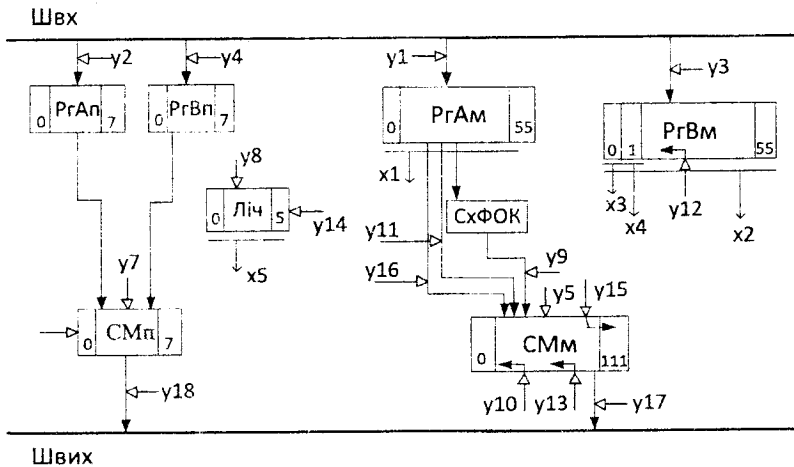 Швх
y2 y4 y1 y3
РгАп РгВп РгАм РгВм
0 7 0 7 0 55 0 1 55
y8 x1 x3 y12
0 Ліч 5 y14 СхФОК x4 x2
y11
y7 x5 y16 y9
y5 y15
0 СМп 7 0 СМм 111
y18 y10 y13 y17
Швих